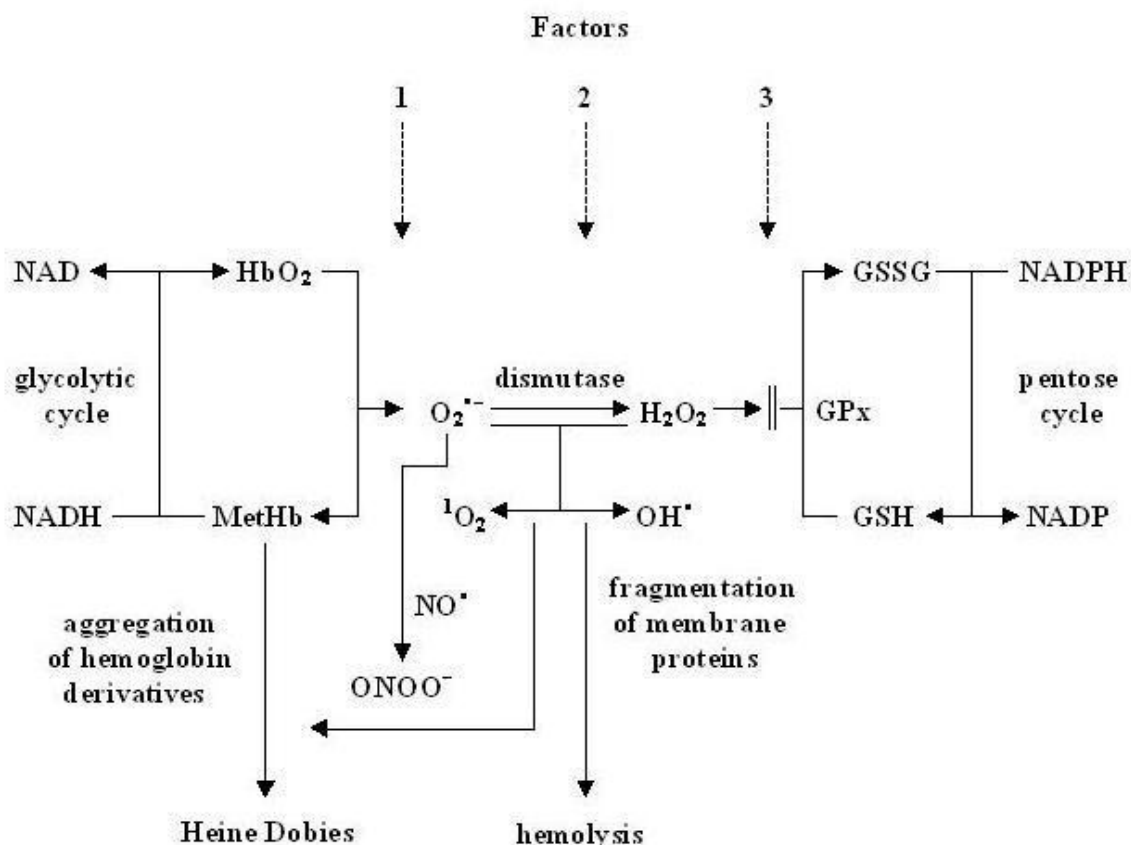 Factors
1 2 3
NAD HbO₂ GSSG NADPH
glycolytic
cycle
dismutase
pentose
cycle
O₂•⁻ H₂O₂ GPx
NADH MetHb ¹O₂ OH• GSH NADP
aggregation
of hemoglobin
derivatives
NO•
ONOO⁻
fragmentation
of membrane
proteins
Heine Dobies hemolysis